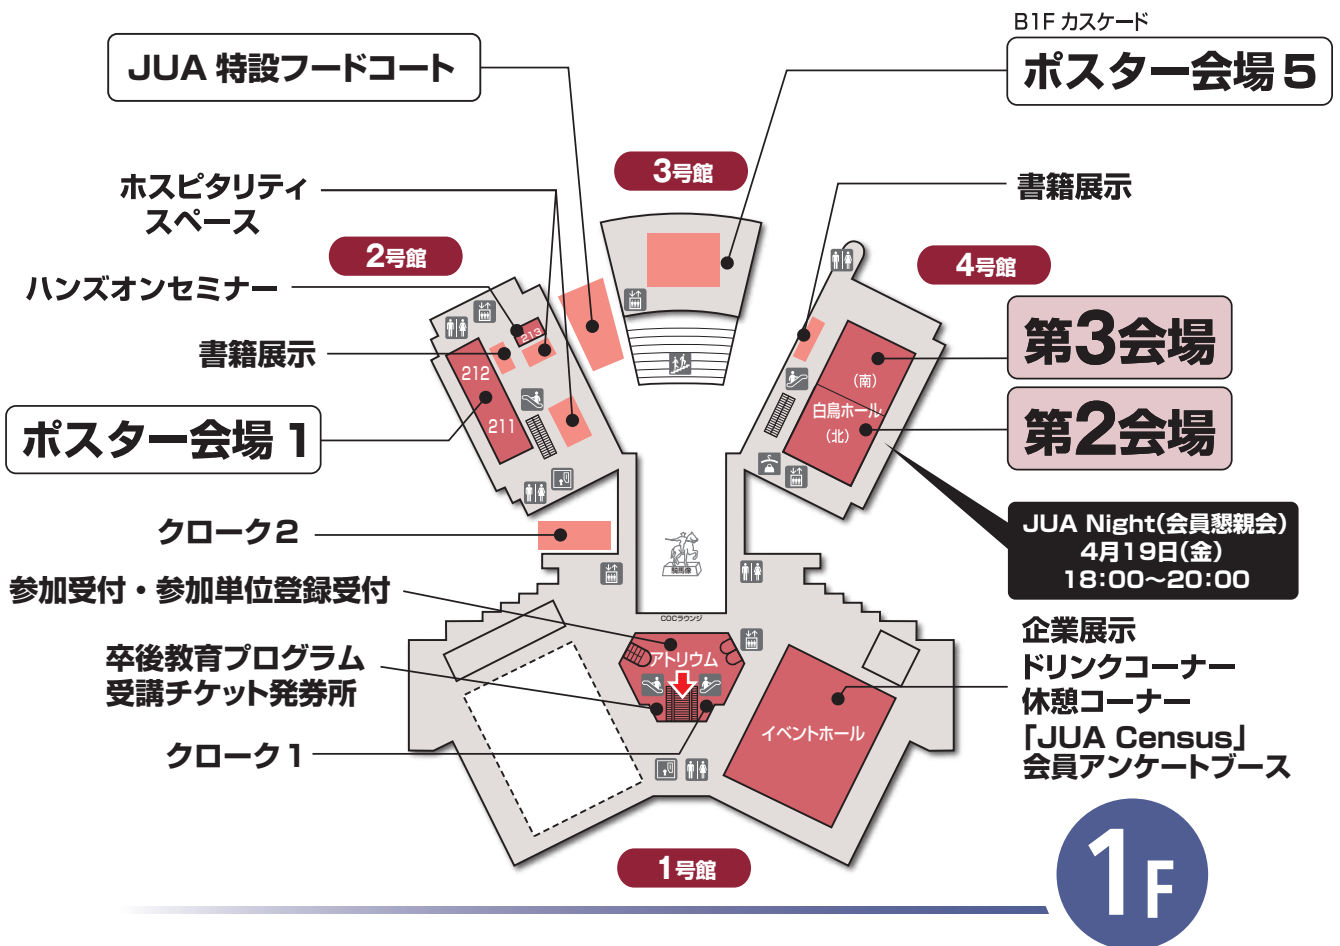 B1F カスケード
JUA 特設フードコート
ポスター会場 5
3号館
ホスピタリティ
スペース
書籍展示
2号館
4号館
ハンズオンセミナー
213
書籍展示
212
211
ポスター会場 1
第3会場
(南)
白鳥ホール
(北)
第2会場
JUA Night(会員懇親会)
4月19日(金)
18:00~20:00
クローク2
騎馬像
参加受付・参加単位登録受付
COCラウンジ
アトリウム
卒後教育プログラム
受講チケット発券所
クローク1
イベントホール
企業展示
ドリンクコーナー
休憩コーナー
「JUA Census」
会員アンケートブース
1号館
1F